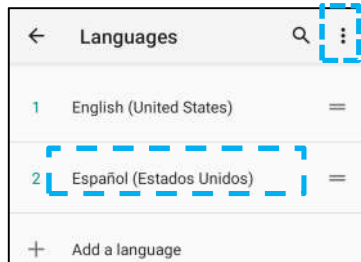 Languages
1 English (United States)
2 Español (Estados Unidos)
Add a language